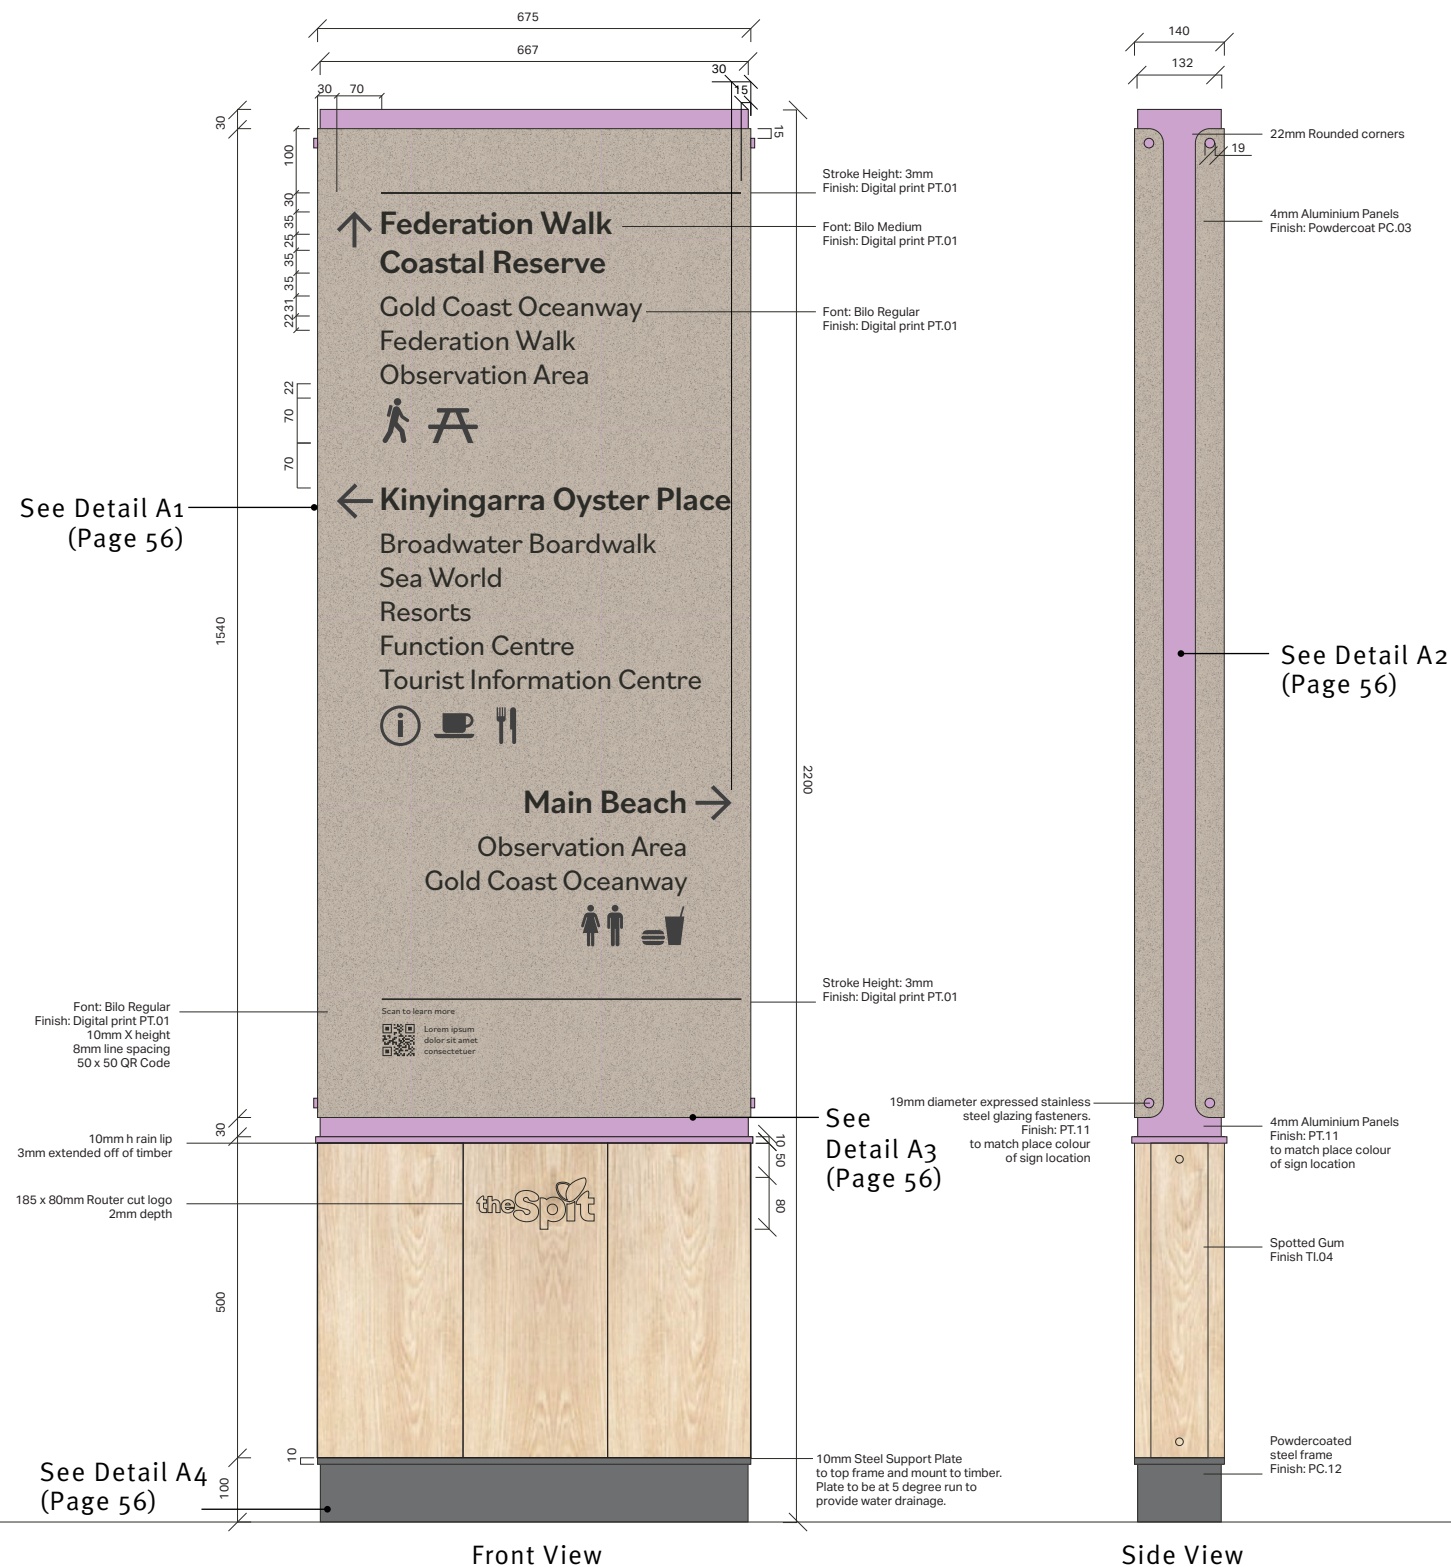 675
667
30
30 70
15
140
132
30
100
15
22mm Rounded corners
19
Stroke Height: 3mm
Finish: Digital print PT.01
4mm Aluminium Panels
Finish: Powdercoat PC.03
30
35
25
35
35
31
22
Federation Walk
Coastal Reserve
Font: Bilo Medium
Finish: Digital print PT.01
Gold Coast Oceanway
Federation Walk
Observation Area
Font: Bilo Regular
Finish: Digital print PT.01
22
70
70
See Detail A1
(Page 56)
Kinyingarra Oyster Place
Broadwater Boardwalk
Sea World
Resorts
Function Centre
Tourist Information Centre
i
1540
See Detail A2
(Page 56)
2200
Main Beach
Observation Area
Gold Coast Oceanway
Stroke Height: 3mm
Finish: Digital print PT.01
Font: Bilo Regular
Finish: Digital print PT.01
10mm X height
8mm line spacing
50 x 50 QR Code
Scan to learn more
Lorem ipsum
dolor sit amet
consectetuer
30
10mm h rain lip
3mm extended off of timber
10
50
80
See
Detail A3
(Page 56)
19mm diameter expressed stainless
steel glazing fasteners.
Finish: PT.11
to match place colour
of sign location
4mm Aluminium Panels
Finish: PT.11
to match place colour
of sign location
185 x 80mm Router cut logo
2mm depth
the Spit
Spotted Gum
Finish TI.04
500
10
100
See Detail A4
(Page 56)
10mm Steel Support Plate
to top frame and mount to timber.
Plate to be at 5 degree run to
provide water drainage.
Powdercoated
steel frame
Finish: PC.12
Front View
Side View